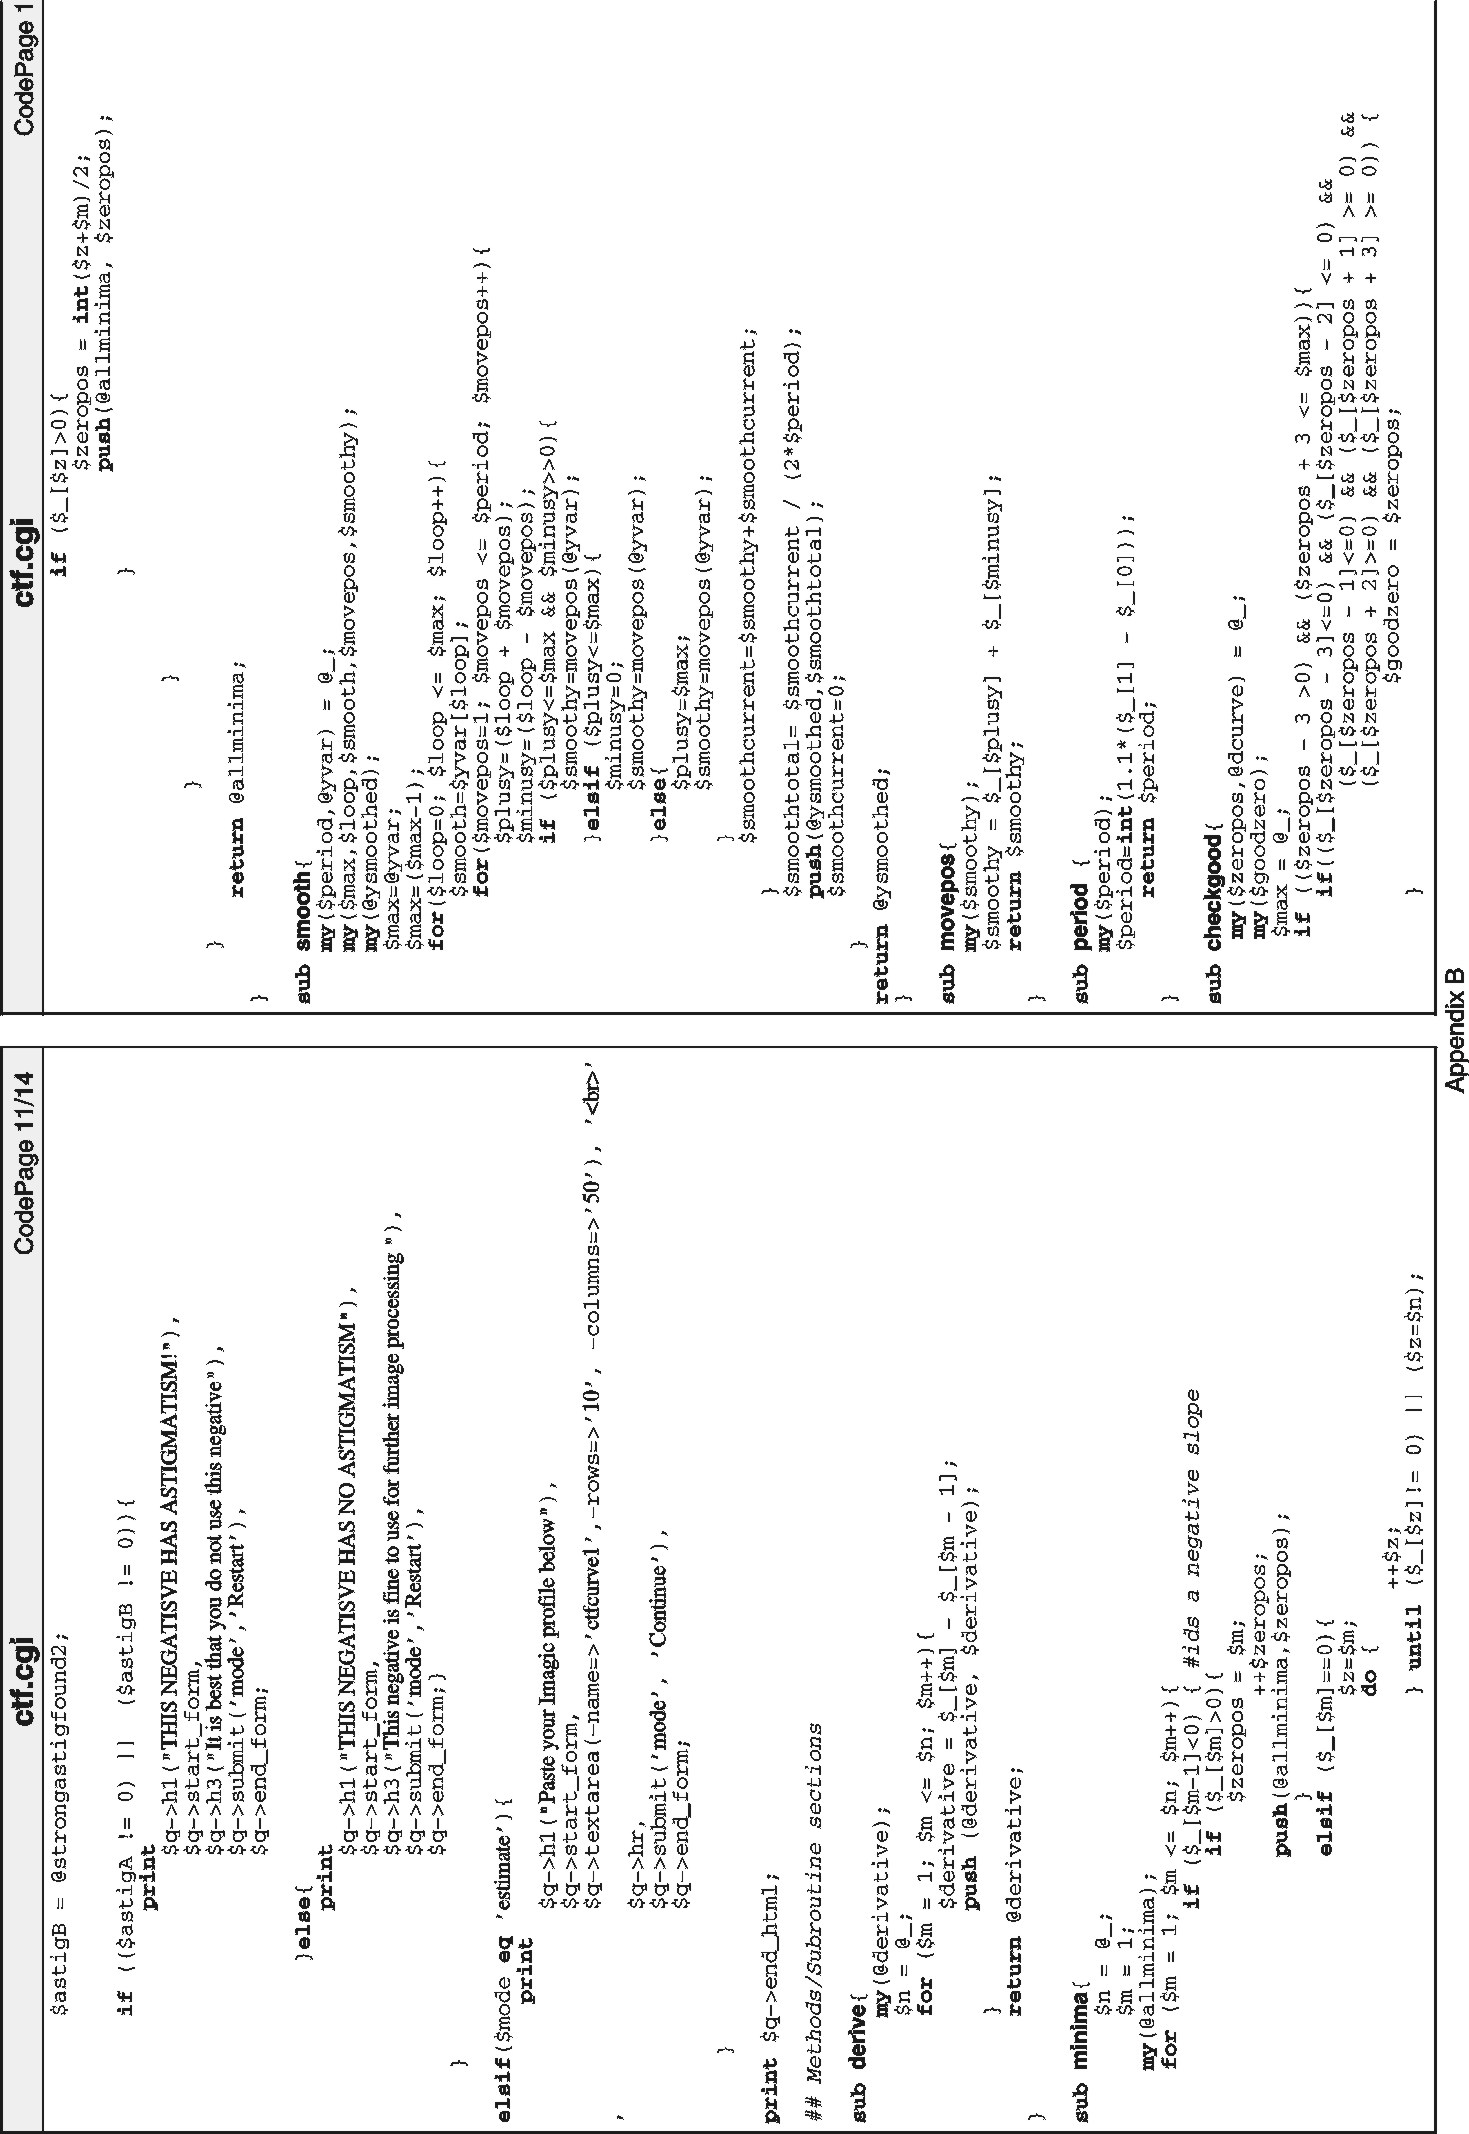 ctf.cgi CodePage 11/14
$astigB = @strongastigfound2;
if (($astigA != 0) || ($astigB != 0)){
print
$q->h1("THIS NEGATISVE HAS ASTIGMATISM!"),
$q->start_form,
$q->h3("It is best that you do not use this negative"),
$q->submit('mode','Restart'),
$q->end_form;
}else{
print
$q->h1("THIS NEGATISVE HAS NO ASTIGMATISM"),
$q->start_form,
$q->h3("This negative is fine to use for further image processing "),
$q->submit('mode','Restart'),
$q->end_form;}
}
elsif($mode eq 'estimate'){
print
$q->h1("Paste your Imagic profile below"),
$q->start_form,
$q->textarea(-name=>'ctfcurve1',-rows=>'10', -columns=>'50'), '<br>'
,
$q->hr,
$q->submit('mode', 'Continue'),
$q->end_form;
}
print $q->end_html;
## Methods/Subroutine sections
sub derive{
my(@derivative);
$n = @_;
for ($m = 1; $m <= $n; $m++){
$derivative = $_[$m] - $_[$m - 1];
push (@derivative, $derivative);
}
return @derivative;
}
sub minima{
$n = @_;
$m = 1;
my(@allminima);
for ($m = 1; $m <= $n; $m++){
if ($_[$m-1]<0) { #ids a negative slope
if ($_[$m]>0){
$zeropos = $m;
++$zeropos;
push(@allminima,$zeropos);
}
elsif ($_[$m]==0){
$z=$m;
do {
++$z;
} until ($_[$z]!= 0) || ($z=$n);
ctf.cgi CodePage 1
if ($_[$z]>0){
$zeropos = int($z+$m)/2;
push(@allminima, $zeropos);
}
}
}
}
return @allminima;
}
sub smooth{
my($period,@yvar) = @_;
my($max,$loop,$smooth,$movepos,$smoothy);
my(@ysmoothed);
$max=@yvar;
$max=($max-1);
for($loop=0; $loop <= $max; $loop++){
$smooth=$yvar[$loop];
for($movepos=1; $movepos <= $period; $movepos++){
$plusy=($loop + $movepos);
$minusy=($loop - $movepos);
if ($plusy<=$max && $minusy>>0){
$smoothy=movepos(@yvar);
}elsif ($plusy<=$max){
$minusy=0;
$smoothy=movepos(@yvar);
}else{
$plusy=$max;
$smoothy=movepos(@yvar);
}
$smoothcurrent=$smoothy+$smoothcurrent;
}
$smoothtotal= $smoothcurrent / (2*$period);
push(@ysmoothed,$smoothtotal);
$smoothcurrent=0;
}
return @ysmoothed;
}
sub movepos{
my($smoothy);
$smoothy = $_[$plusy] + $_[$minusy];
return $smoothy;
}
sub period {
my($period);
$period=int(1.1*($_[1] - $_[0]));
return $period;
}
sub checkgood{
my($zeropos,@dcurve) = @_;
my($goodzero);
$max = @_;
if (($zeropos - 3 >0) && ($zeropos + 3 <= $max)){
if(($_[$zeropos - 3]<=0) && ($_[$zeropos - 2] <= 0) &&
($_[$zeropos - 1]<=0) && ($_[$zeropos + 1] >= 0) &&
($_[$zeropos + 2]>=0) && ($_[$zeropos + 3] >= 0)) {
$goodzero = $zeropos;
}
Appendix B